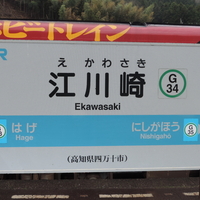 ビートレイン
R
えかわさき
江川崎
G
34
Ekawasaki
はげ
Hage
にしがほう
Nishigaho
G
35
(高知県四万十市)